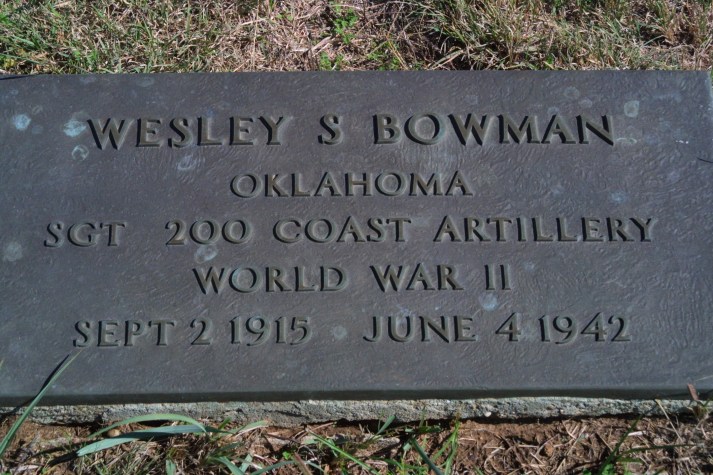 WESLEY S BOWMAN
OKLAHOMA
SGT 200 COAST ARTILLERY
WORLD WAR II
SEPT 2 1915 JUNE 4 1942